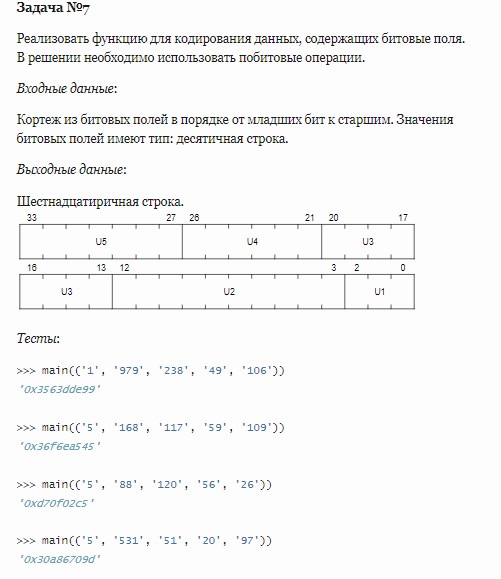 Задача №7
Реализовать функцию для кодирования данных, содержащих битовые поля.
В решении необходимо использовать побитовые операции.
Входные данные:
Кортеж из битовых полей в порядке от младших бит к старшим. Значения
битовых полей имеют тип: десятичная строка.
Выходные данные:
Шестнадцатиричная строка.
33 27 26 21 20 17
U5 U4 U3
16 13 12 3 2 0
U3 U2 U1
Тесты:
>>> main(('1', '979', '238', '49', '106'))
'0x3563dde99'
>>> main(('5', '168', '117', '59', '109'))
'0x36f6ea545'
>>> main(('5', '88', '120', '56', '26'))
'0xd70f02c5'
>>> main(('5', '531', '51', '20', '97'))
'0x30a86709d'